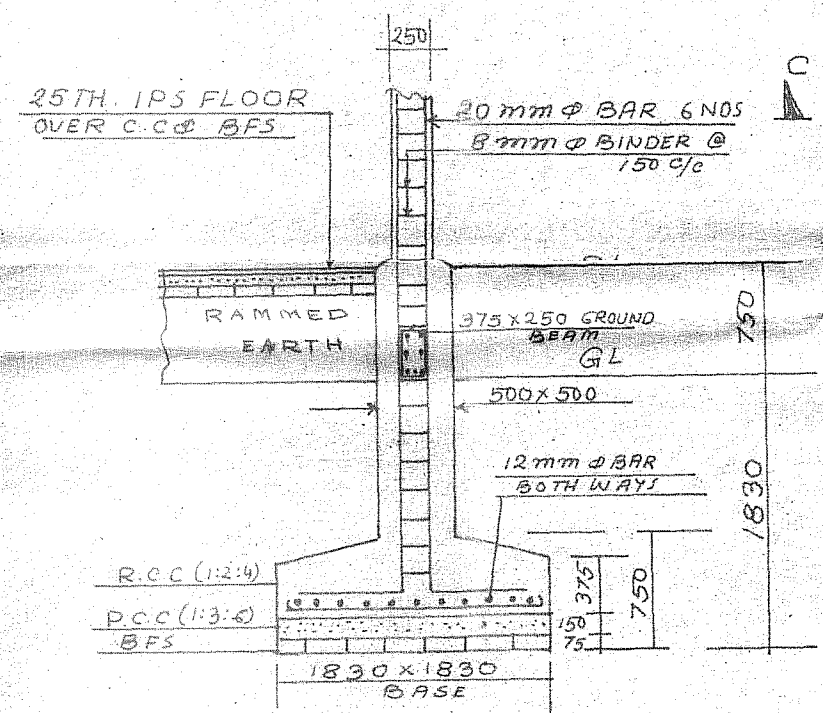 250
C
25 TH. IPS FLOOR
OVER C.C & BFS
20 mm Φ BAR 6 NOS
8 mm Φ BINDER @
150 c/c
RAMMED
EARTH
375 X 250 GROUND
BEAM
GL
750
500 X 500
12 mm Φ BAR
BOTH WAYS
1830
R.C.C (1:2:4)
375
750
P.C.C (1:3:6)
150
BFS
75
1830 X 1830
BASE